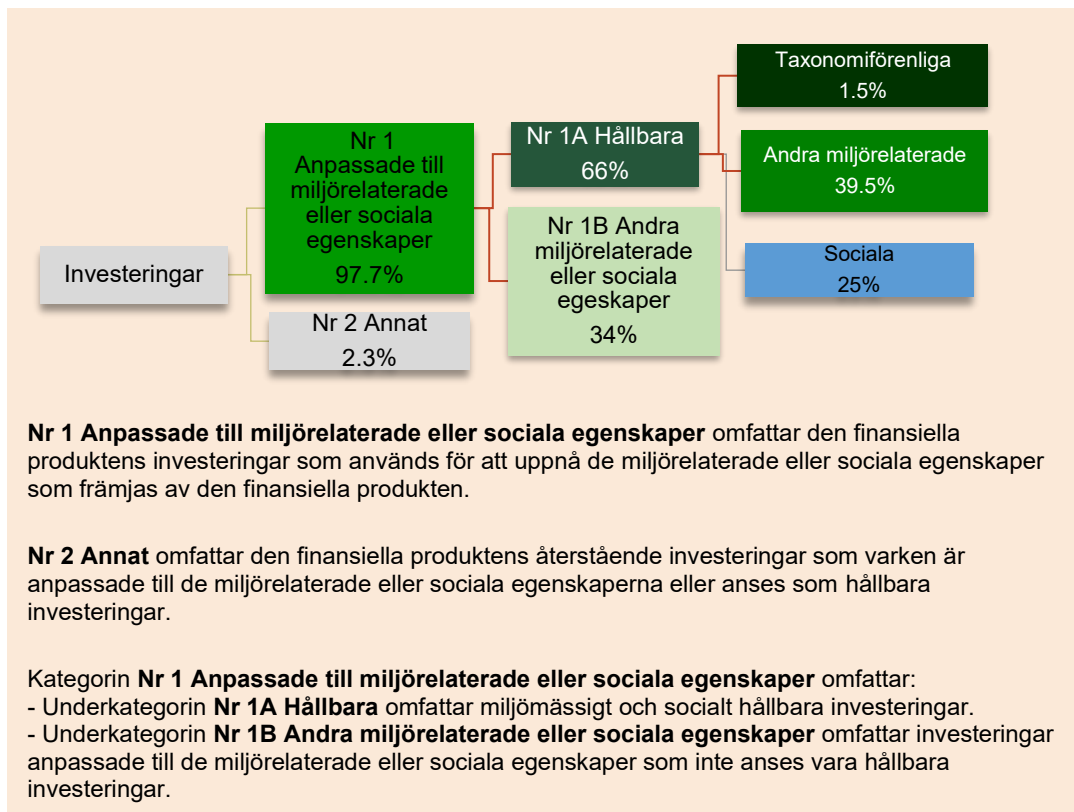 Investeringar
Nr 1
Anpassade till
miljörelaterade
eller sociala
egenskaper
97.7%
Nr 2 Annat
2.3%
Nr 1A Hållbara
66%
Nr 1B Andra
miljörelaterade
eller sociala
egeskaper
34%
Taxonomiförenliga
1.5%
Andra miljörelaterade
39.5%
Sociala
25%
Nr 1 Anpassade till miljörelaterade eller sociala egenskaper omfattar den finansiella
produktens investeringar som används för att uppnå de miljörelaterade eller sociala egenskaper
som främjas av den finansiella produkten.
Nr 2 Annat omfattar den finansiella produktens återstående investeringar som varken är
anpassade till de miljörelaterade eller sociala egenskaperna eller anses som hållbara
investeringar.
Kategorin Nr 1 Anpassade till miljörelaterade eller sociala egenskaper omfattar:
- Underkategorin Nr 1A Hållbara omfattar miljömässigt och socialt hållbara investeringar.
- Underkategorin Nr 1B Andra miljörelaterade eller sociala egenskaper omfattar investeringar
anpassade till de miljörelaterade eller sociala egenskaper som inte anses vara hållbara
investeringar.